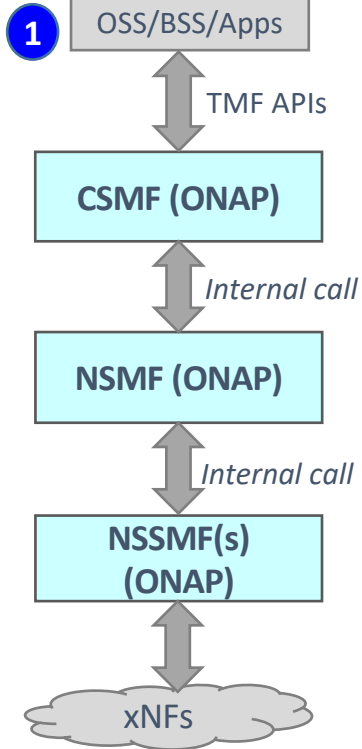 1
OSS/BSS/Apps
TMF APIs
CSMF (ONAP)
Internal call
NSMF (ONAP)
Internal call
NSSMF(s)
(ONAP)
xNFs